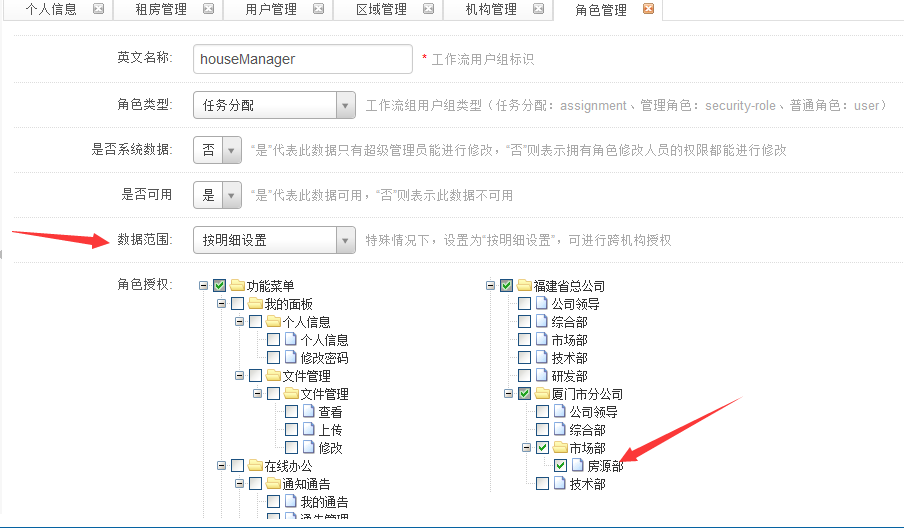 个人信息 租房管理 用户管理 区域管理 机构管理 角色管理
英文名称: houseManager * 工作流用户组标识
角色类型: 任务分配 工作流组用户组类型（任务分配：assignment、管理角色：security-role、普通角色：user）
是否系统数据: 否 “是”代表此数据只有超级管理员能进行修改，“否”则表示拥有角色修改人员的权限都能进行修改
是否可用 是 “是”代表此数据可用，“否”则表示此数据不可用
数据范围: 按明细设置 特殊情况下，设置为“按明细设置”，可进行跨机构授权
角色授权:
功能菜单
我的面板
个人信息
个人信息
修改密码
文件管理
文件管理
查看
上传
修改
在线办公
通知通告
我的通告
通告管理
福建省总公司
公司领导
综合部
市场部
技术部
研发部
厦门市分公司
公司领导
综合部
市场部
房源部
技术部